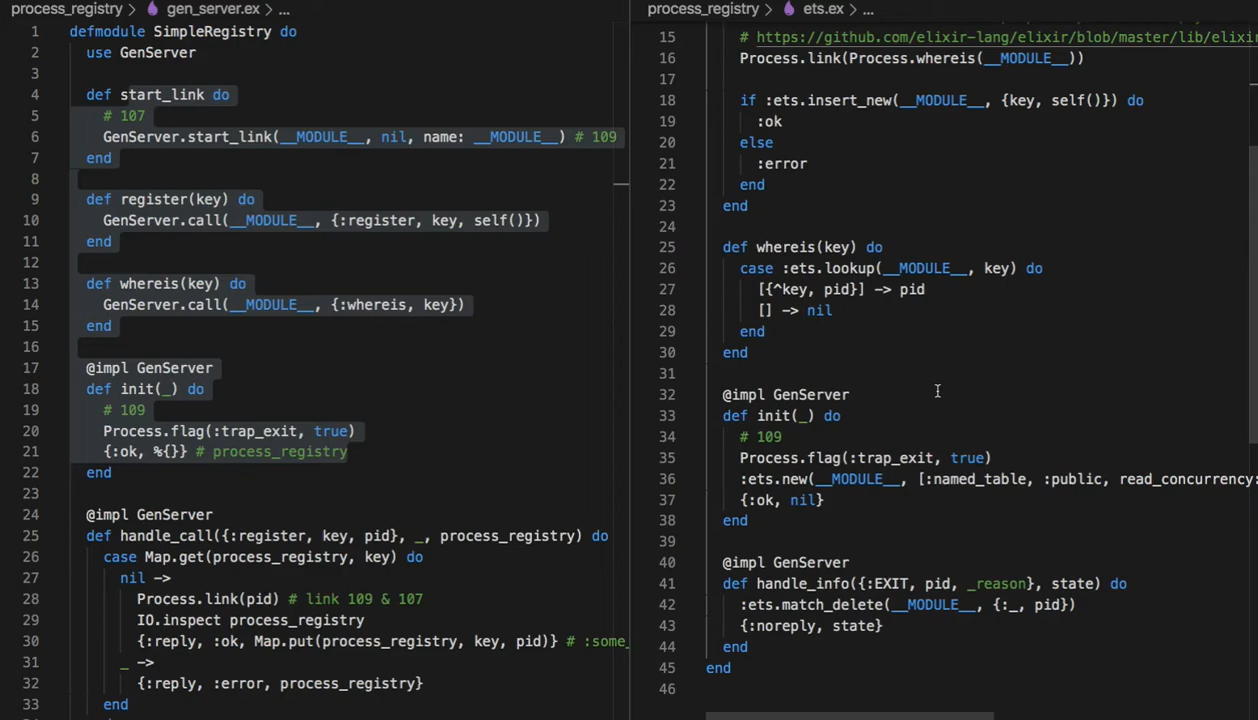 process_registry > gen_server.ex > ...
1 defmodule SimpleRegistry do
2 use GenServer
3
4 def start_link do
5 # 107
6 GenServer.start_link(__MODULE__, nil, name: __MODULE__) # 109
7 end
8
9 def register(key) do
10 GenServer.call(__MODULE__, {:register, key, self()})
11 end
12
13 def whereis(key) do
14 GenServer.call(__MODULE__, {:whereis, key})
15 end
16
17 @impl GenServer
18 def init(_) do
19 # 109
20 Process.flag(:trap_exit, true)
21 {:ok, %{}} # process_registry
22 end
23
24 @impl GenServer
25 def handle_call({:register, key, pid}, _, process_registry) do
26 case Map.get(process_registry, key) do
27 nil ->
28 Process.link(pid) # link 109 & 107
29 IO.inspect process_registry
30 {:reply, :ok, Map.put(process_registry, key, pid)} # :some_
31 _ ->
32 {:reply, :error, process_registry}
33 end
process_registry > ets.ex > ...
15 # https://github.com/elixir-lang/elixir/blob/master/lib/elixir
16 Process.link(Process.whereis(__MODULE__))
17
18 if :ets.insert_new(__MODULE__, {key, self()}) do
19 :ok
20 else
21 :error
22 end
23 end
24
25 def whereis(key) do
26 case :ets.lookup(__MODULE__, key) do
27 [{^key, pid}] -> pid
28 [] -> nil
29 end
30 end
31
32 @impl GenServer
33 def init(_) do
34 # 109
35 Process.flag(:trap_exit, true)
36 :ets.new(__MODULE__, [:named_table, :public, read_concurrency:
37 {:ok, nil}
38 end
39
40 @impl GenServer
41 def handle_info({:EXIT, pid, _reason}, state) do
42 :ets.match_delete(__MODULE__, {:_, pid})
43 {:noreply, state}
44 end
45 end
46